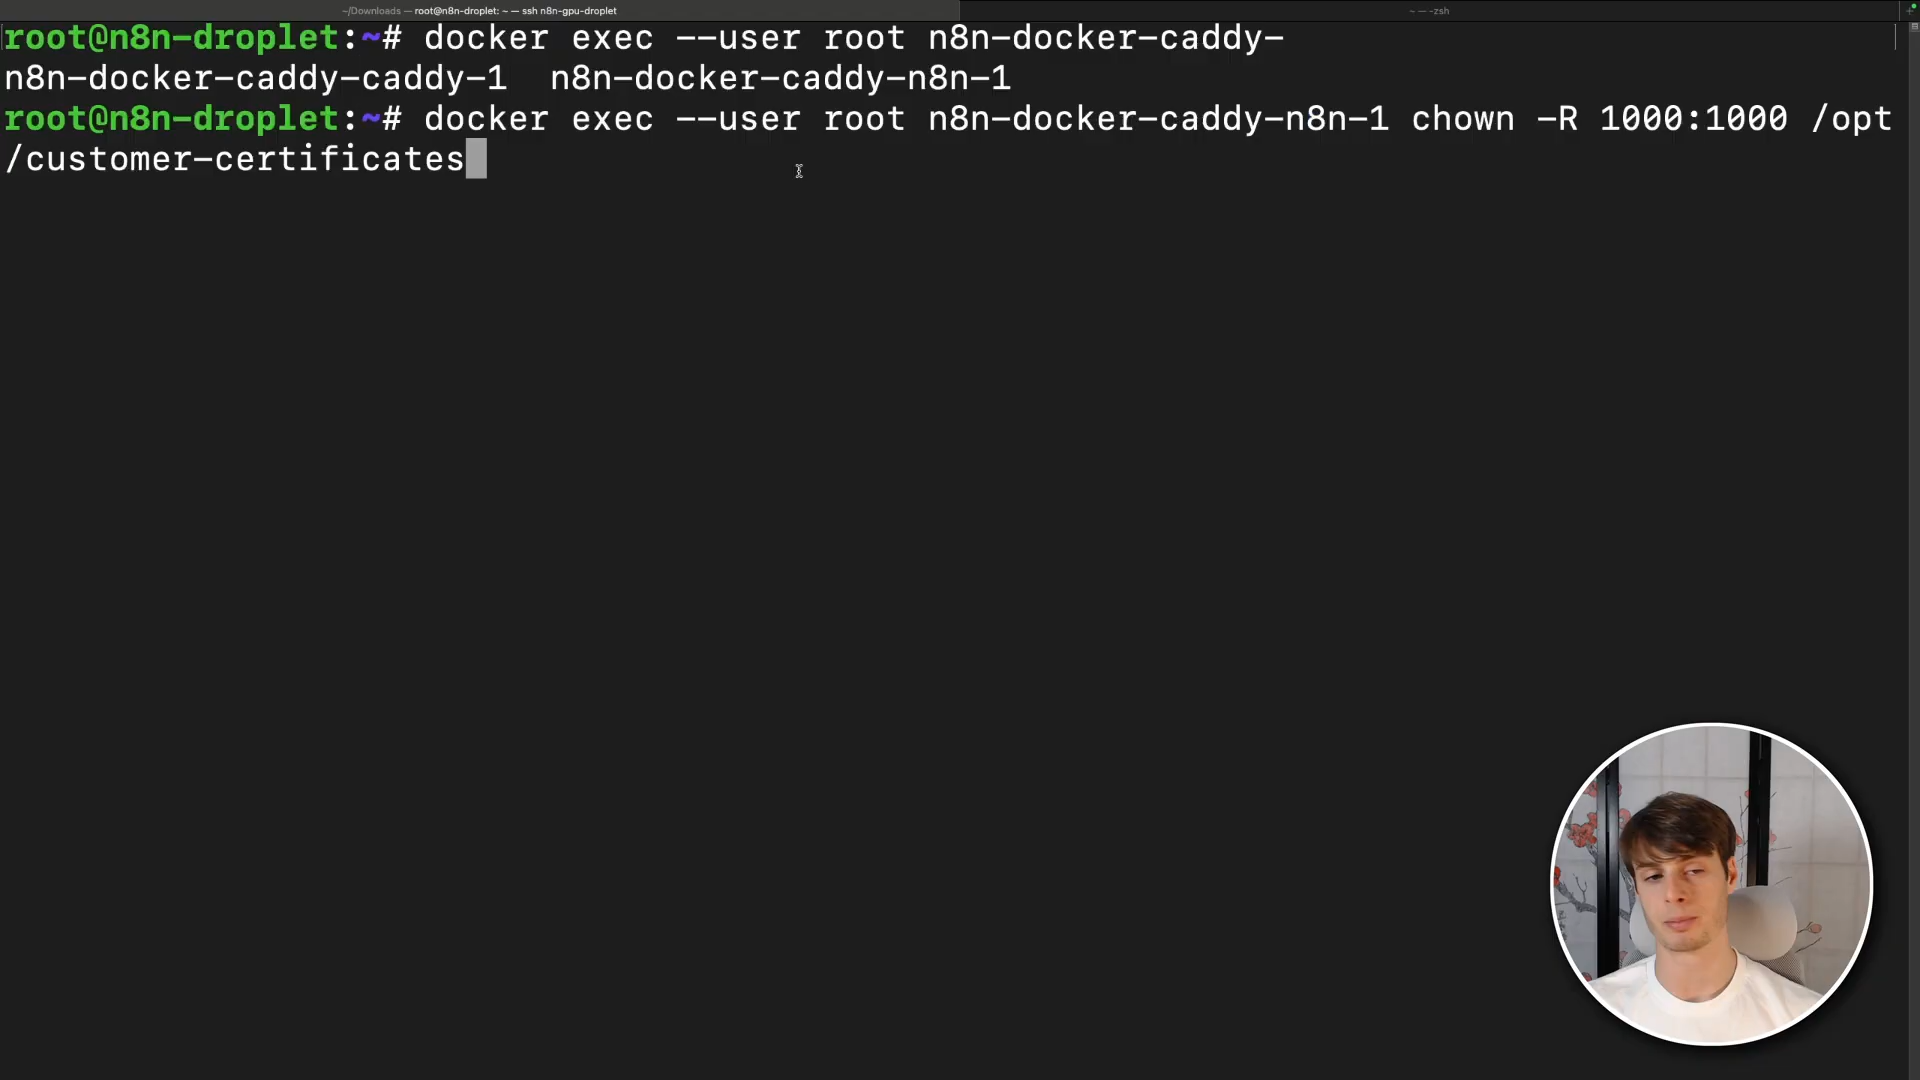 ~/Downloads — root@n8n-droplet: ~ — ssh n8n-gpu-droplet
~ — -zsh
root@n8n-droplet:~# docker exec --user root n8n-docker-caddy-
n8n-docker-caddy-caddy-1  n8n-docker-caddy-n8n-1
root@n8n-droplet:~# docker exec --user root n8n-docker-caddy-n8n-1 chown -R 1000:1000 /opt
/customer-certificates